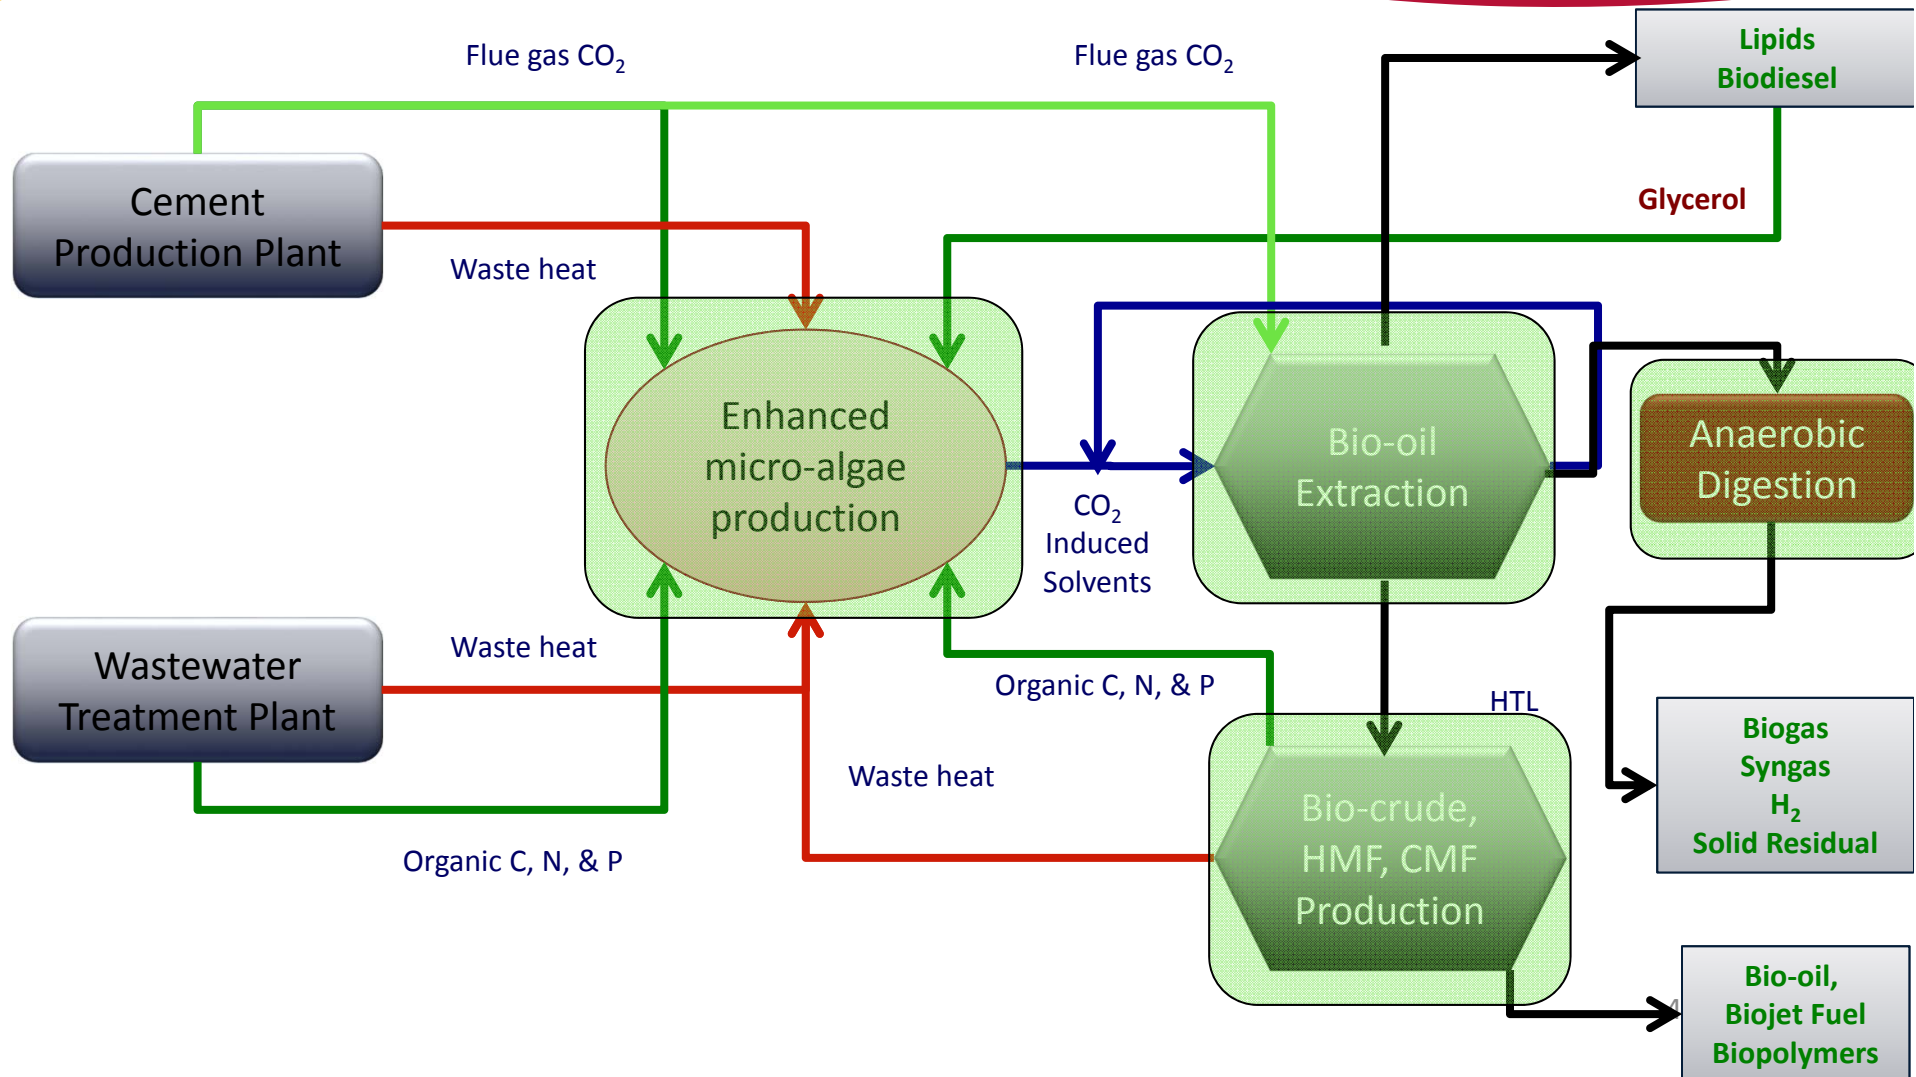 Flue gas CO₂
Flue gas CO₂
Lipids
Biodiesel
Cement
Production Plant
Glycerol
Waste heat
Enhanced
micro-algae
production
Bio-oil
Extraction
Anaerobic
Digestion
CO₂
Induced
Solvents
Wastewater
Treatment Plant
Waste heat
Organic C, N, & P
HTL
Biogas
Syngas
H₂
Solid Residual
Waste heat
Bio-crude,
HMF, CMF
Production
Organic C, N, & P
Bio-oil,
Biojet Fuel
Biopolymers